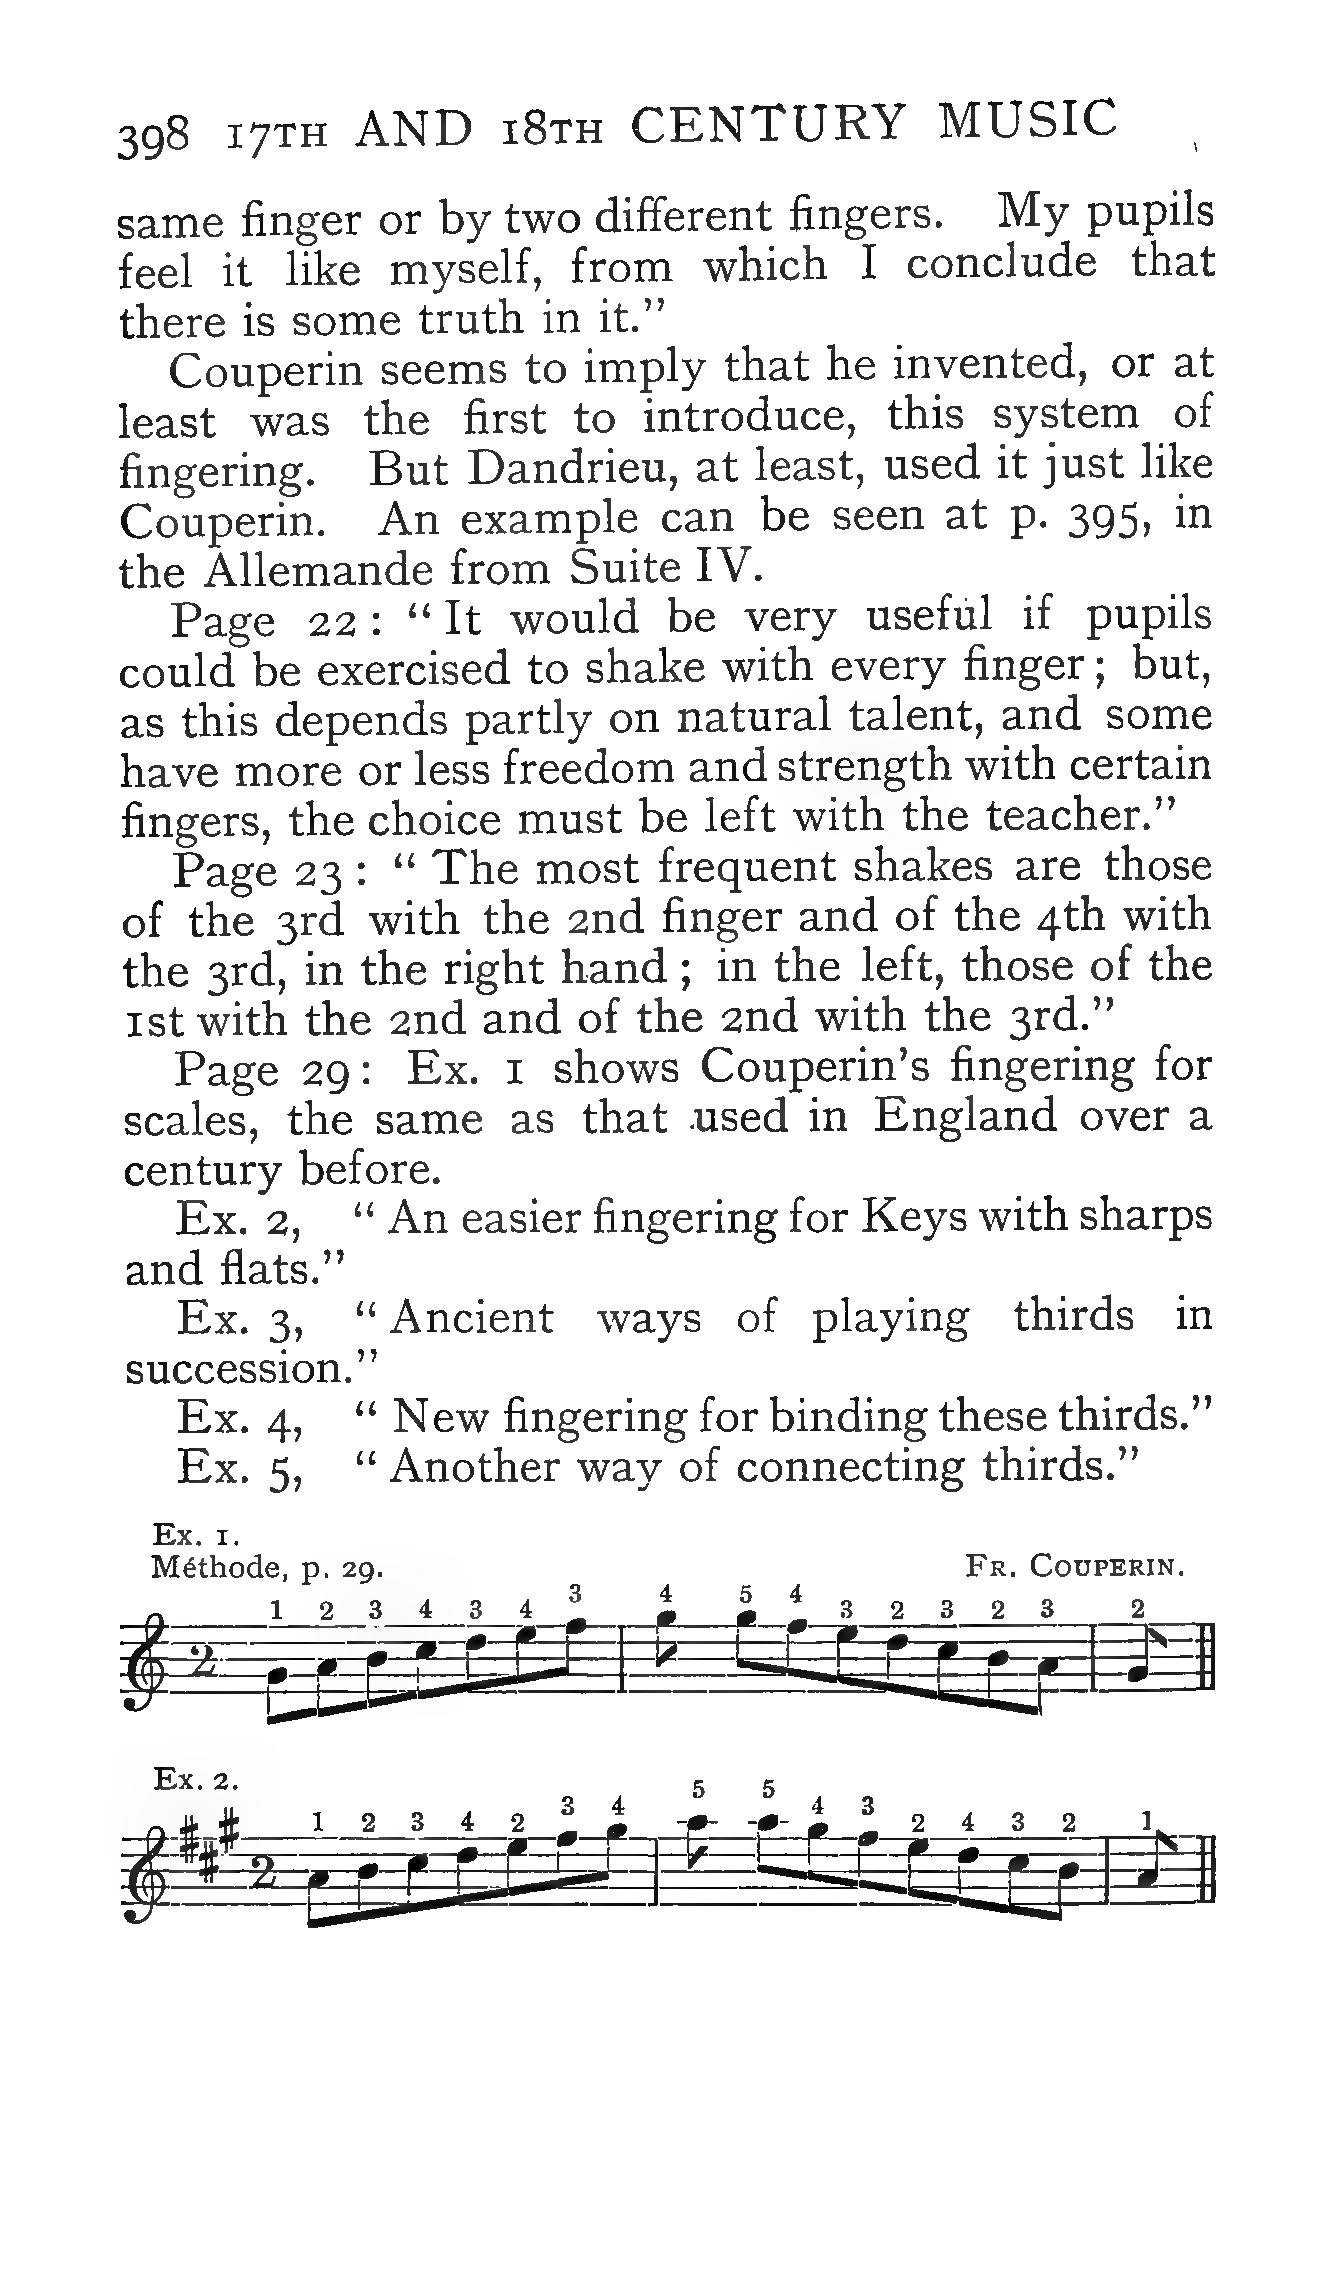 398 17TH AND 18TH CENTURY MUSIC
same finger or by two different fingers. My pupils
feel it like myself, from which I conclude that
there is some truth in it.”
Couperin seems to imply that he invented, or at
least was the first to introduce, this system of
fingering. But Dandrieu, at least, used it just like
Couperin. An example can be seen at p. 395, in
the Allemande from Suite IV.
Page 22 : “ It would be very useful if pupils
could be exercised to shake with every finger ; but,
as this depends partly on natural talent, and some
have more or less freedom and strength with certain
fingers, the choice must be left with the teacher.”
Page 23 : “ The most frequent shakes are those
of the 3rd with the 2nd finger and of the 4th with
the 3rd, in the right hand ; in the left, those of the
1st with the 2nd and of the 2nd with the 3rd.”
Page 29 : Ex. 1 shows Couperin’s fingering for
scales, the same as that used in England over a
century before.
Ex. 2, “ An easier fingering for Keys with sharps
and flats.”
Ex. 3, “ Ancient ways of playing thirds in
succession.”
Ex. 4, “ New fingering for binding these thirds.”
Ex. 5, “ Another way of connecting thirds.”
Ex. 1.
Méthode, p. 29. FR. COUPERIN.
1 2 3 4 3 4 3 4 5 4 3 2 3 2 3 2
2
Ex. 2.
1 2 3 4 2 3 4 5 5 4 3 2 4 3 2 1
2